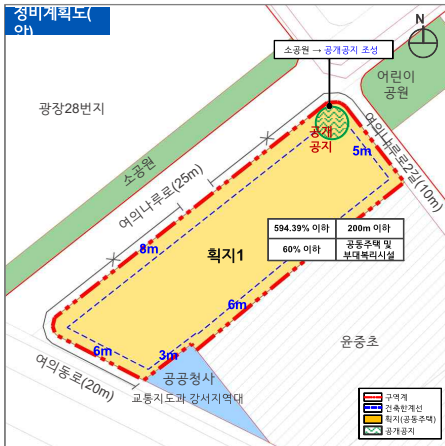 정비계획도(
안)
N
소공원 → 공개공지 조성
어린이
공원
광장28번지
공개
공지
5m
여의나루로2길(10m)
소공원
여의나루로(25m)
594.39% 이하 200m 이하
60% 이하 공동주택 및
부대복리시설
8m
획지1
6m
윤중초
6m
3m
여의동로(20m)
공공청사
교통지도과 강서지역대
구역계
건축한계선
획지(공동주택)
공개공지